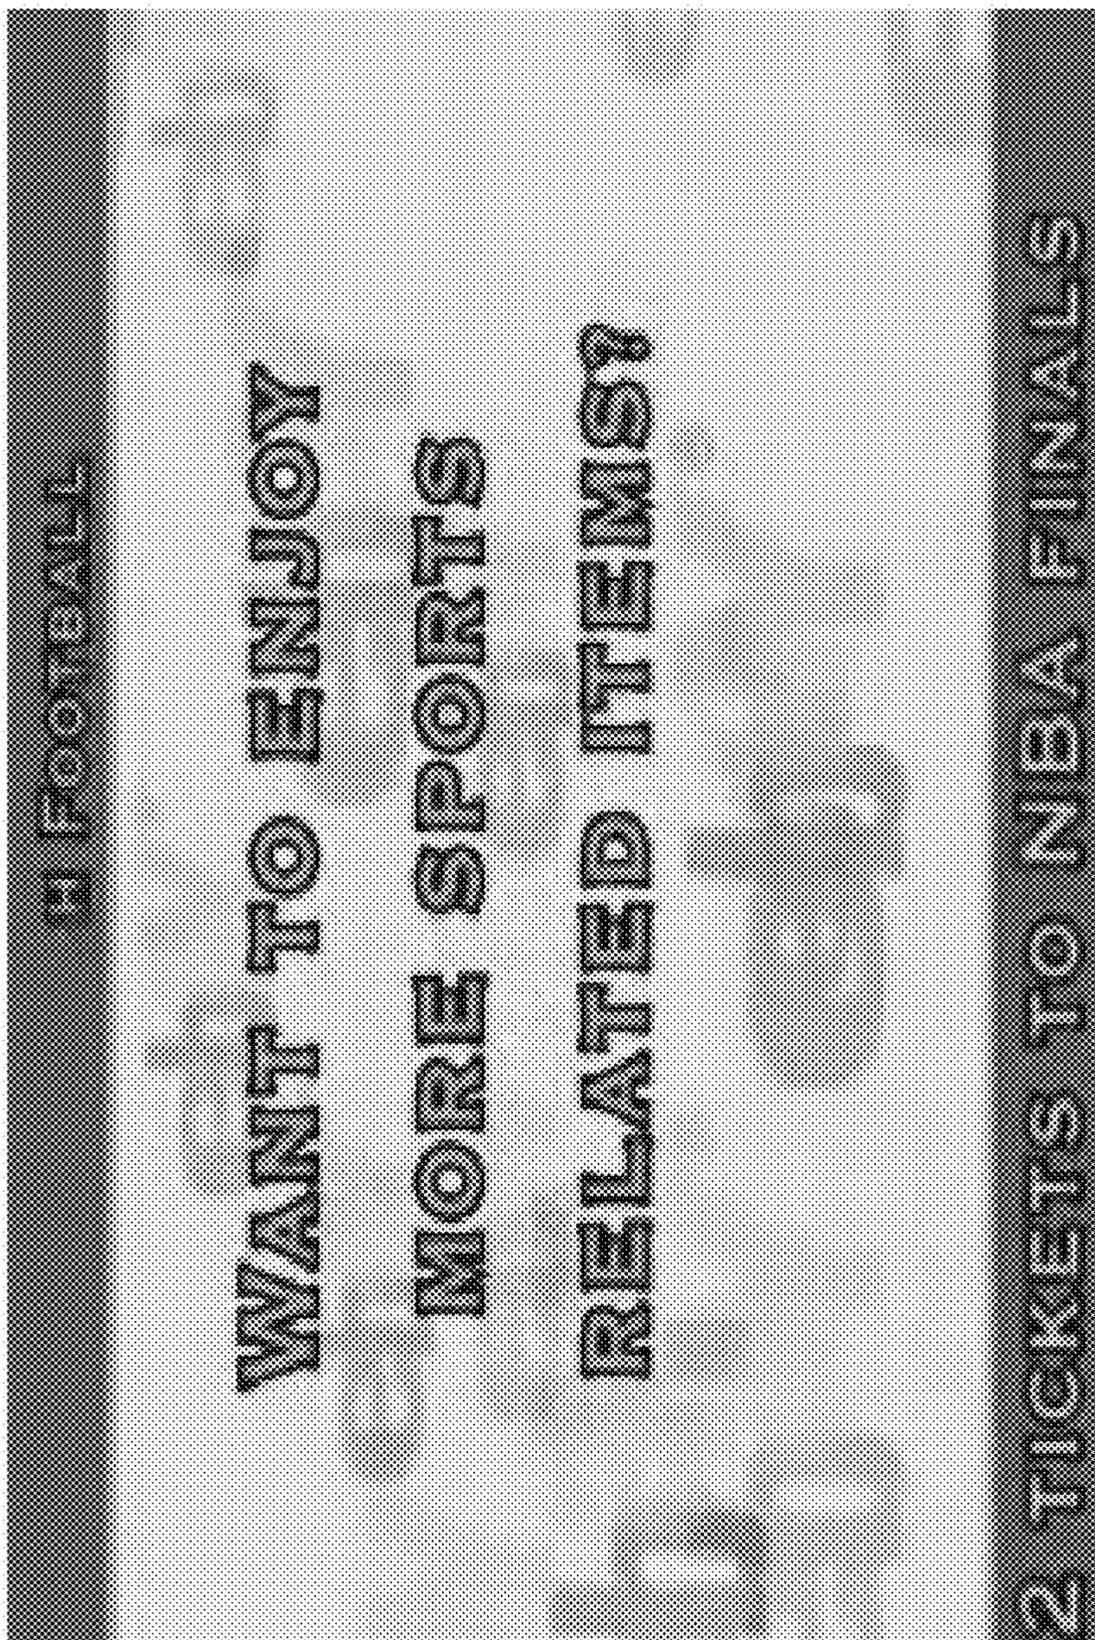 FOOTBALL
WANT TO ENJOY
MORE SPORTS
RELATED ITEMS?
2 TICKETS TO NBA FINALS